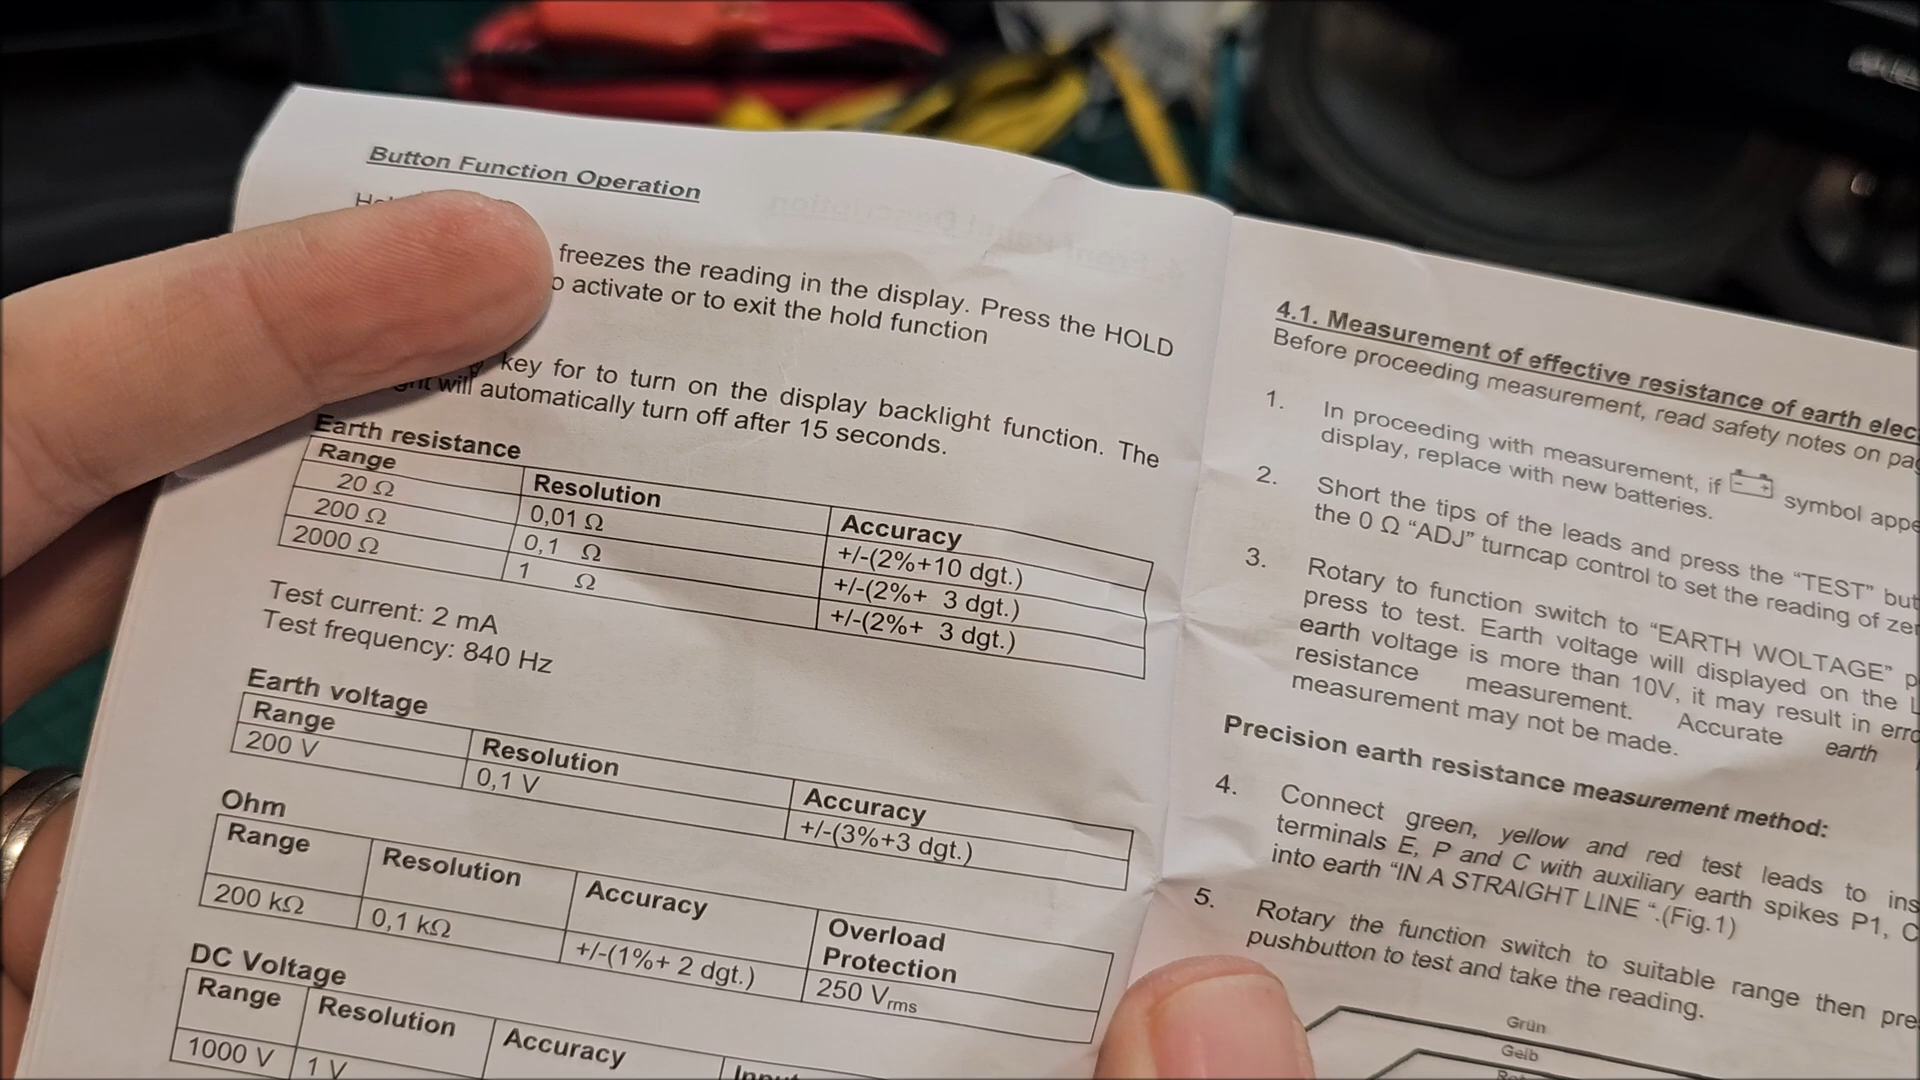 Button Function Operation
freezes the reading in the display. Press the HOLD
activate or to exit the hold function
key for to turn on the display backlight function. The
will automatically turn off after 15 seconds.
Earth resistance
Range Resolution Accuracy
20 Ω 0,01 Ω +/-(2%+10 dgt.)
200 Ω 0,1 Ω +/-(2%+ 3 dgt.)
2000 Ω 1 Ω +/-(2%+ 3 dgt.)
Test current: 2 mA
Test frequency: 840 Hz
Earth voltage
Range Resolution Accuracy
200 V 0,1 V +/-(3%+3 dgt.)
Ohm
Range Resolution Accuracy Overload
Protection
200 kΩ 0,1 kΩ +/-(1%+ 2 dgt.) 250 Vrms
DC Voltage
Range Resolution Accuracy
1000 V 1 V
4.1. Measurement of effective resistance of earth
Before proceeding measurement, read safety notes on
1. In proceeding with measurement, if symbol
display, replace with new batteries.
2. Short the tips of the leads and press the “TEST”
the 0 Ω “ADJ” turncap control to set the reading of
3. Rotary to function switch to “EARTH WOLTAGE”
press to test. Earth voltage will displayed on the
earth voltage is more than 10V, it may result in
resistance measurement. Accurate earth
measurement may not be made.
Precision earth resistance measurement method:
4. Connect green, yellow and red test leads to
terminals E, P and C with auxiliary earth spikes P1,
into earth “IN A STRAIGHT LINE “.(Fig.1)
5. Rotary the function switch to suitable range then
pushbutton to test and take the reading.
Grün
Gelb